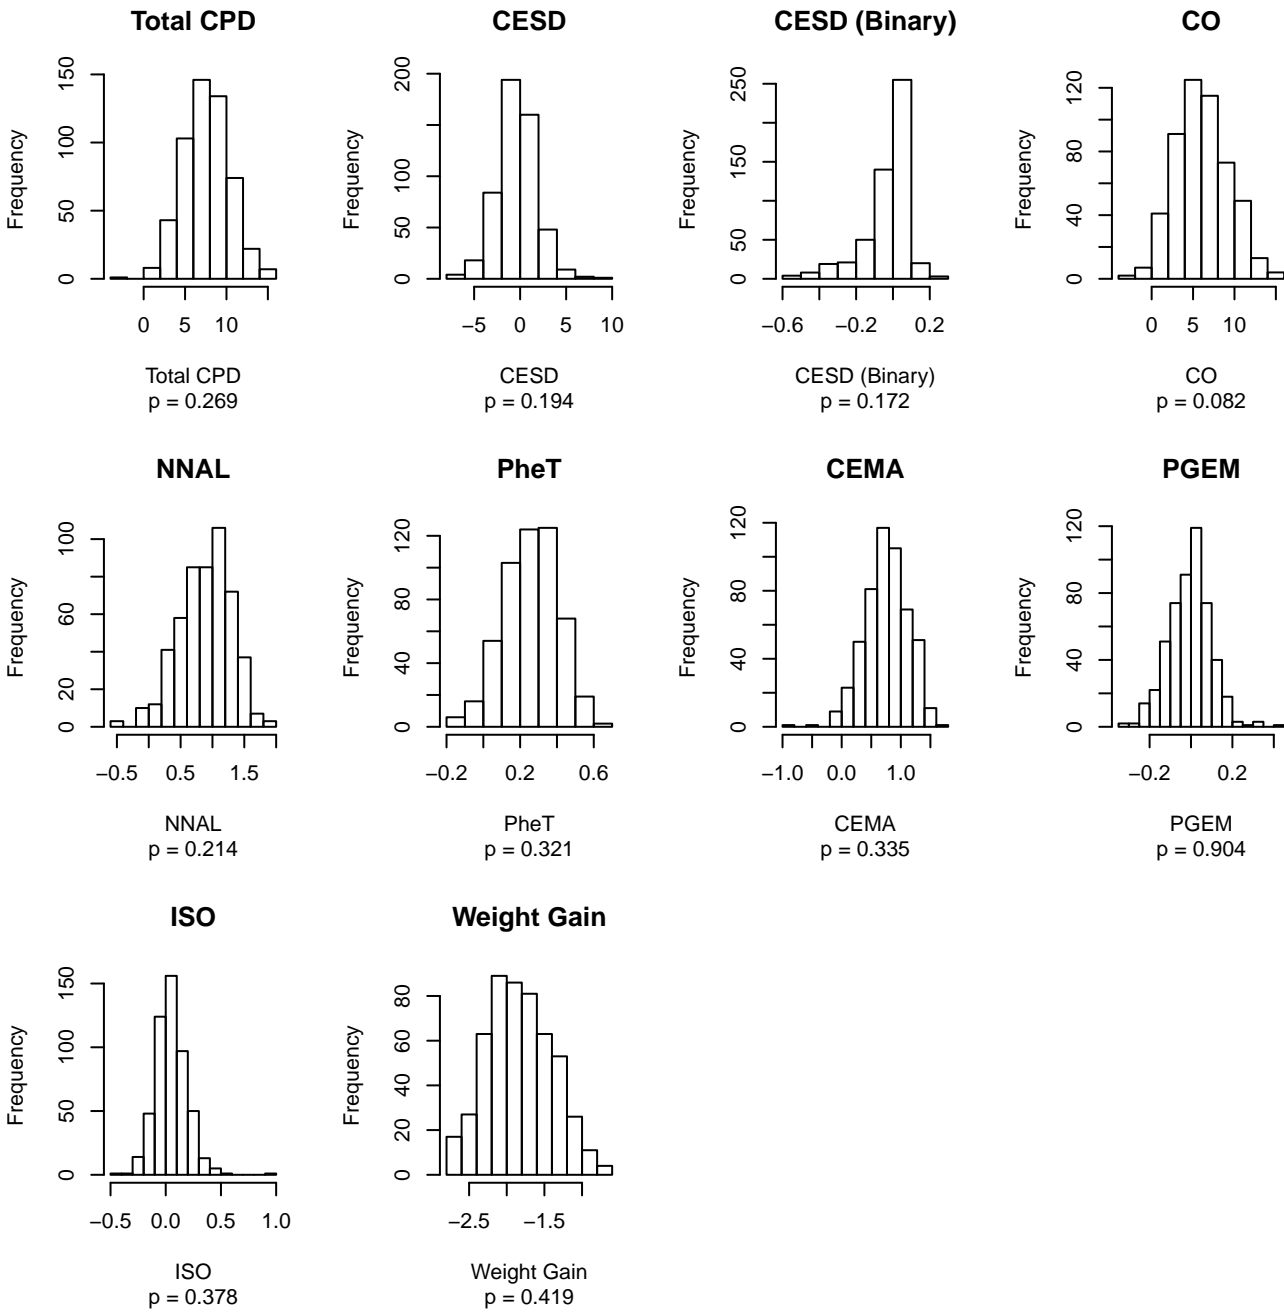 Total CPD
Frequency
150
100
50
0
0 5 10
Total CPD
p = 0.269
CESD
Frequency
200
100
50
0
−5 0 5 10
CESD
p = 0.194
CESD (Binary)
Frequency
250
150
50
0
−0.6 −0.2 0.2
CESD (Binary)
p = 0.172
CO
Frequency
120
80
40
0
0 5 10
CO
p = 0.082
NNAL
Frequency
100
60
20
0
−0.5 0.5 1.5
NNAL
p = 0.214
PheT
Frequency
120
80
40
0
−0.2 0.2 0.6
PheT
p = 0.321
CEMA
Frequency
120
80
40
0
−1.0 0.0 1.0
CEMA
p = 0.335
PGEM
Frequency
120
80
40
0
−0.2 0.2
PGEM
p = 0.904
ISO
Frequency
150
100
50
0
−0.5 0.0 0.5 1.0
ISO
p = 0.378
Weight Gain
Frequency
80
60
40
20
0
−2.5 −1.5
Weight Gain
p = 0.419